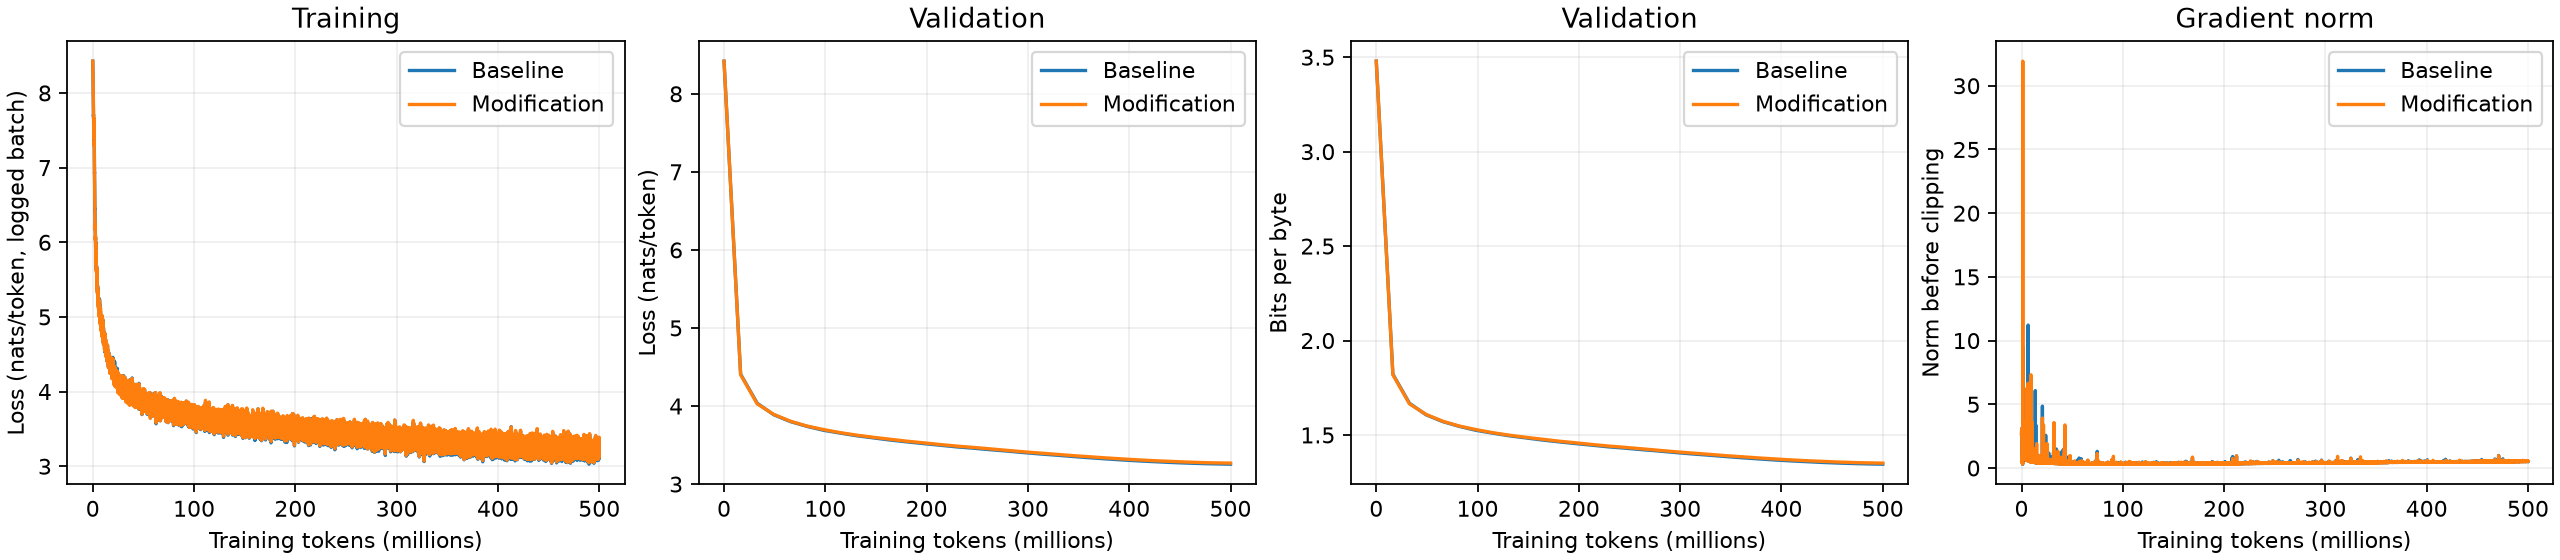 Training
Loss (nats/token, logged batch)
8
7
6
5
4
3
0 100 200 300 400 500
Training tokens (millions)
Baseline
Modification
Validation
Loss (nats/token)
8
7
6
5
4
3
0 100 200 300 400 500
Training tokens (millions)
Baseline
Modification
Validation
Bits per byte
3.5
3.0
2.5
2.0
1.5
0 100 200 300 400 500
Training tokens (millions)
Baseline
Modification
Gradient norm
Norm before clipping
30
25
20
15
10
5
0
0 100 200 300 400 500
Training tokens (millions)
Baseline
Modification